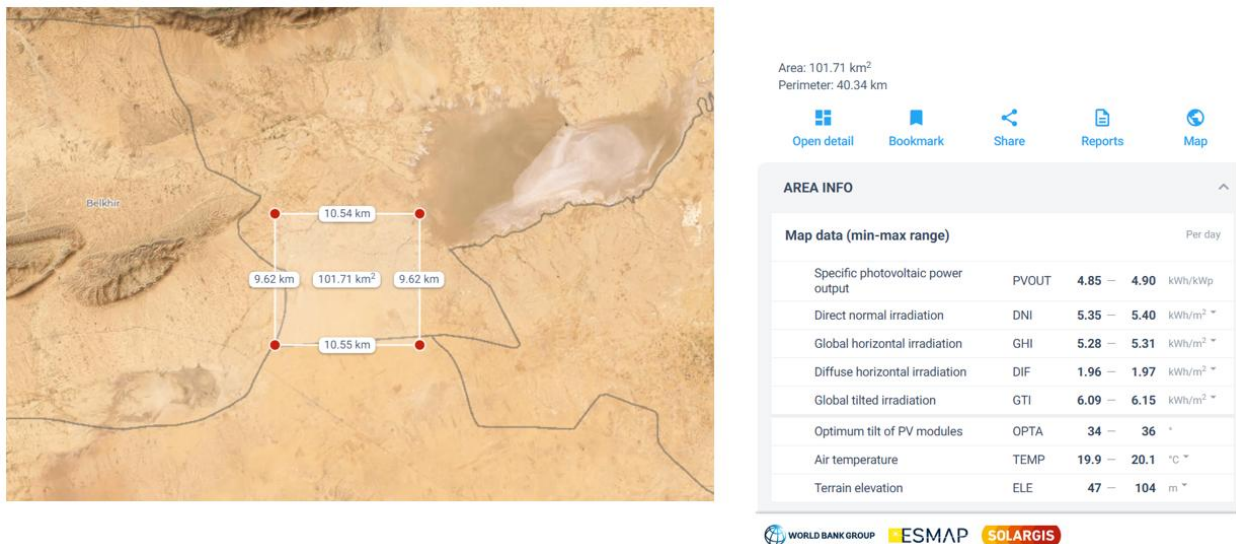 Belkhir
10.54 km
9.62 km
101.71 km²
9.62 km
10.55 km
Area: 101.71 km²
Perimeter: 40.34 km
Open detail
Bookmark
Share
Reports
Map
AREA INFO
Map data (min-max range) Per day
Specific photovoltaic power
output PVOUT 4.85 — 4.90 kWh/kWp
Direct normal irradiation DNI 5.35 — 5.40 kWh/m²
Global horizontal irradiation GHI 5.28 — 5.31 kWh/m²
Diffuse horizontal irradiation DIF 1.96 — 1.97 kWh/m²
Global tilted irradiation GTI 6.09 — 6.15 kWh/m²
Optimum tilt of PV modules OPTA 34 — 36 °
Air temperature TEMP 19.9 — 20.1 °C
Terrain elevation ELE 47 — 104 m
WORLD BANK GROUP ESMAP SOLARGIS